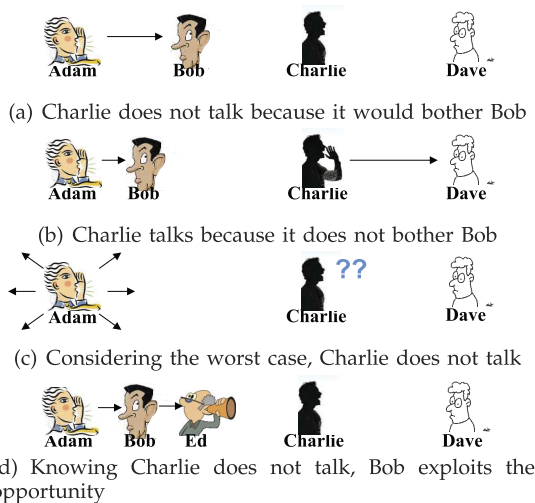 Adam Bob Charlie Dave
(a) Charlie does not talk because it would bother Bob
Adam Bob Charlie Dave
(b) Charlie talks because it does not bother Bob
??
Adam Charlie Dave
(c) Considering the worst case, Charlie does not talk
Adam Bob Ed Charlie Dave
d) Knowing Charlie does not talk, Bob exploits the
opportunity